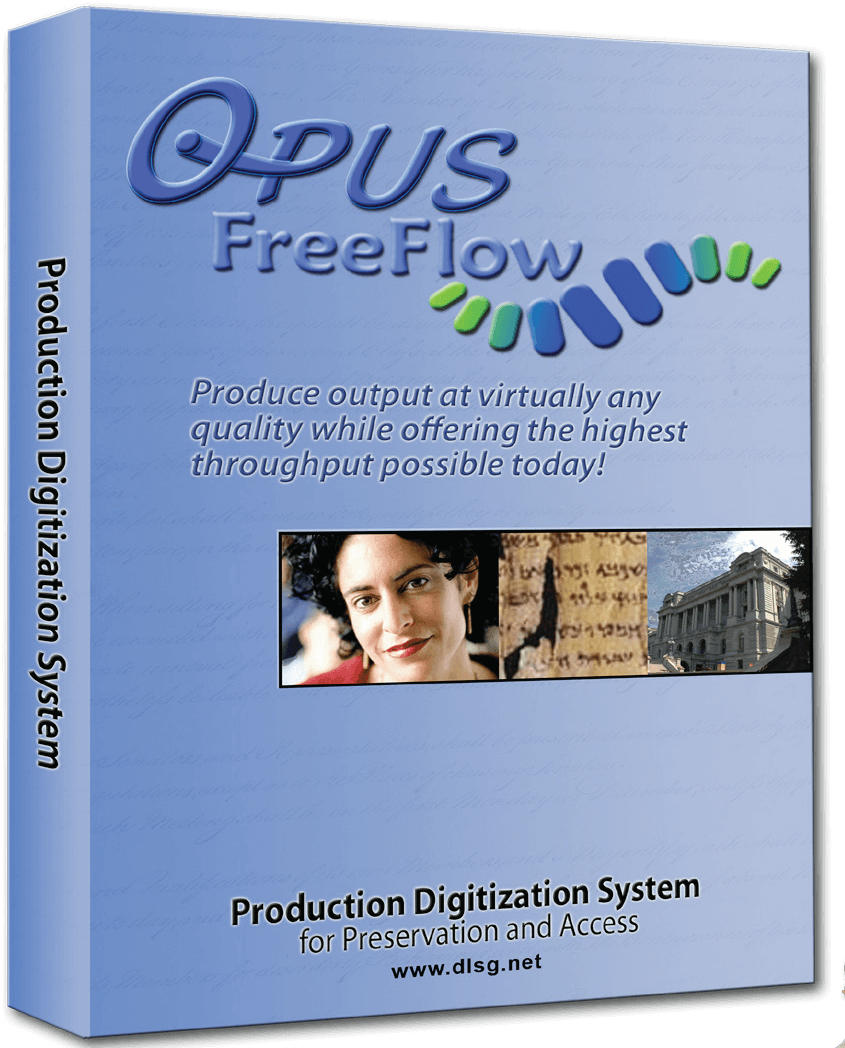 Production Digitization System
OPUS
FreeFlow
Produce output at virtually any
quality while offering the highest
throughput possible today!
Production Digitization System
for Preservation and Access
www.dlsg.net